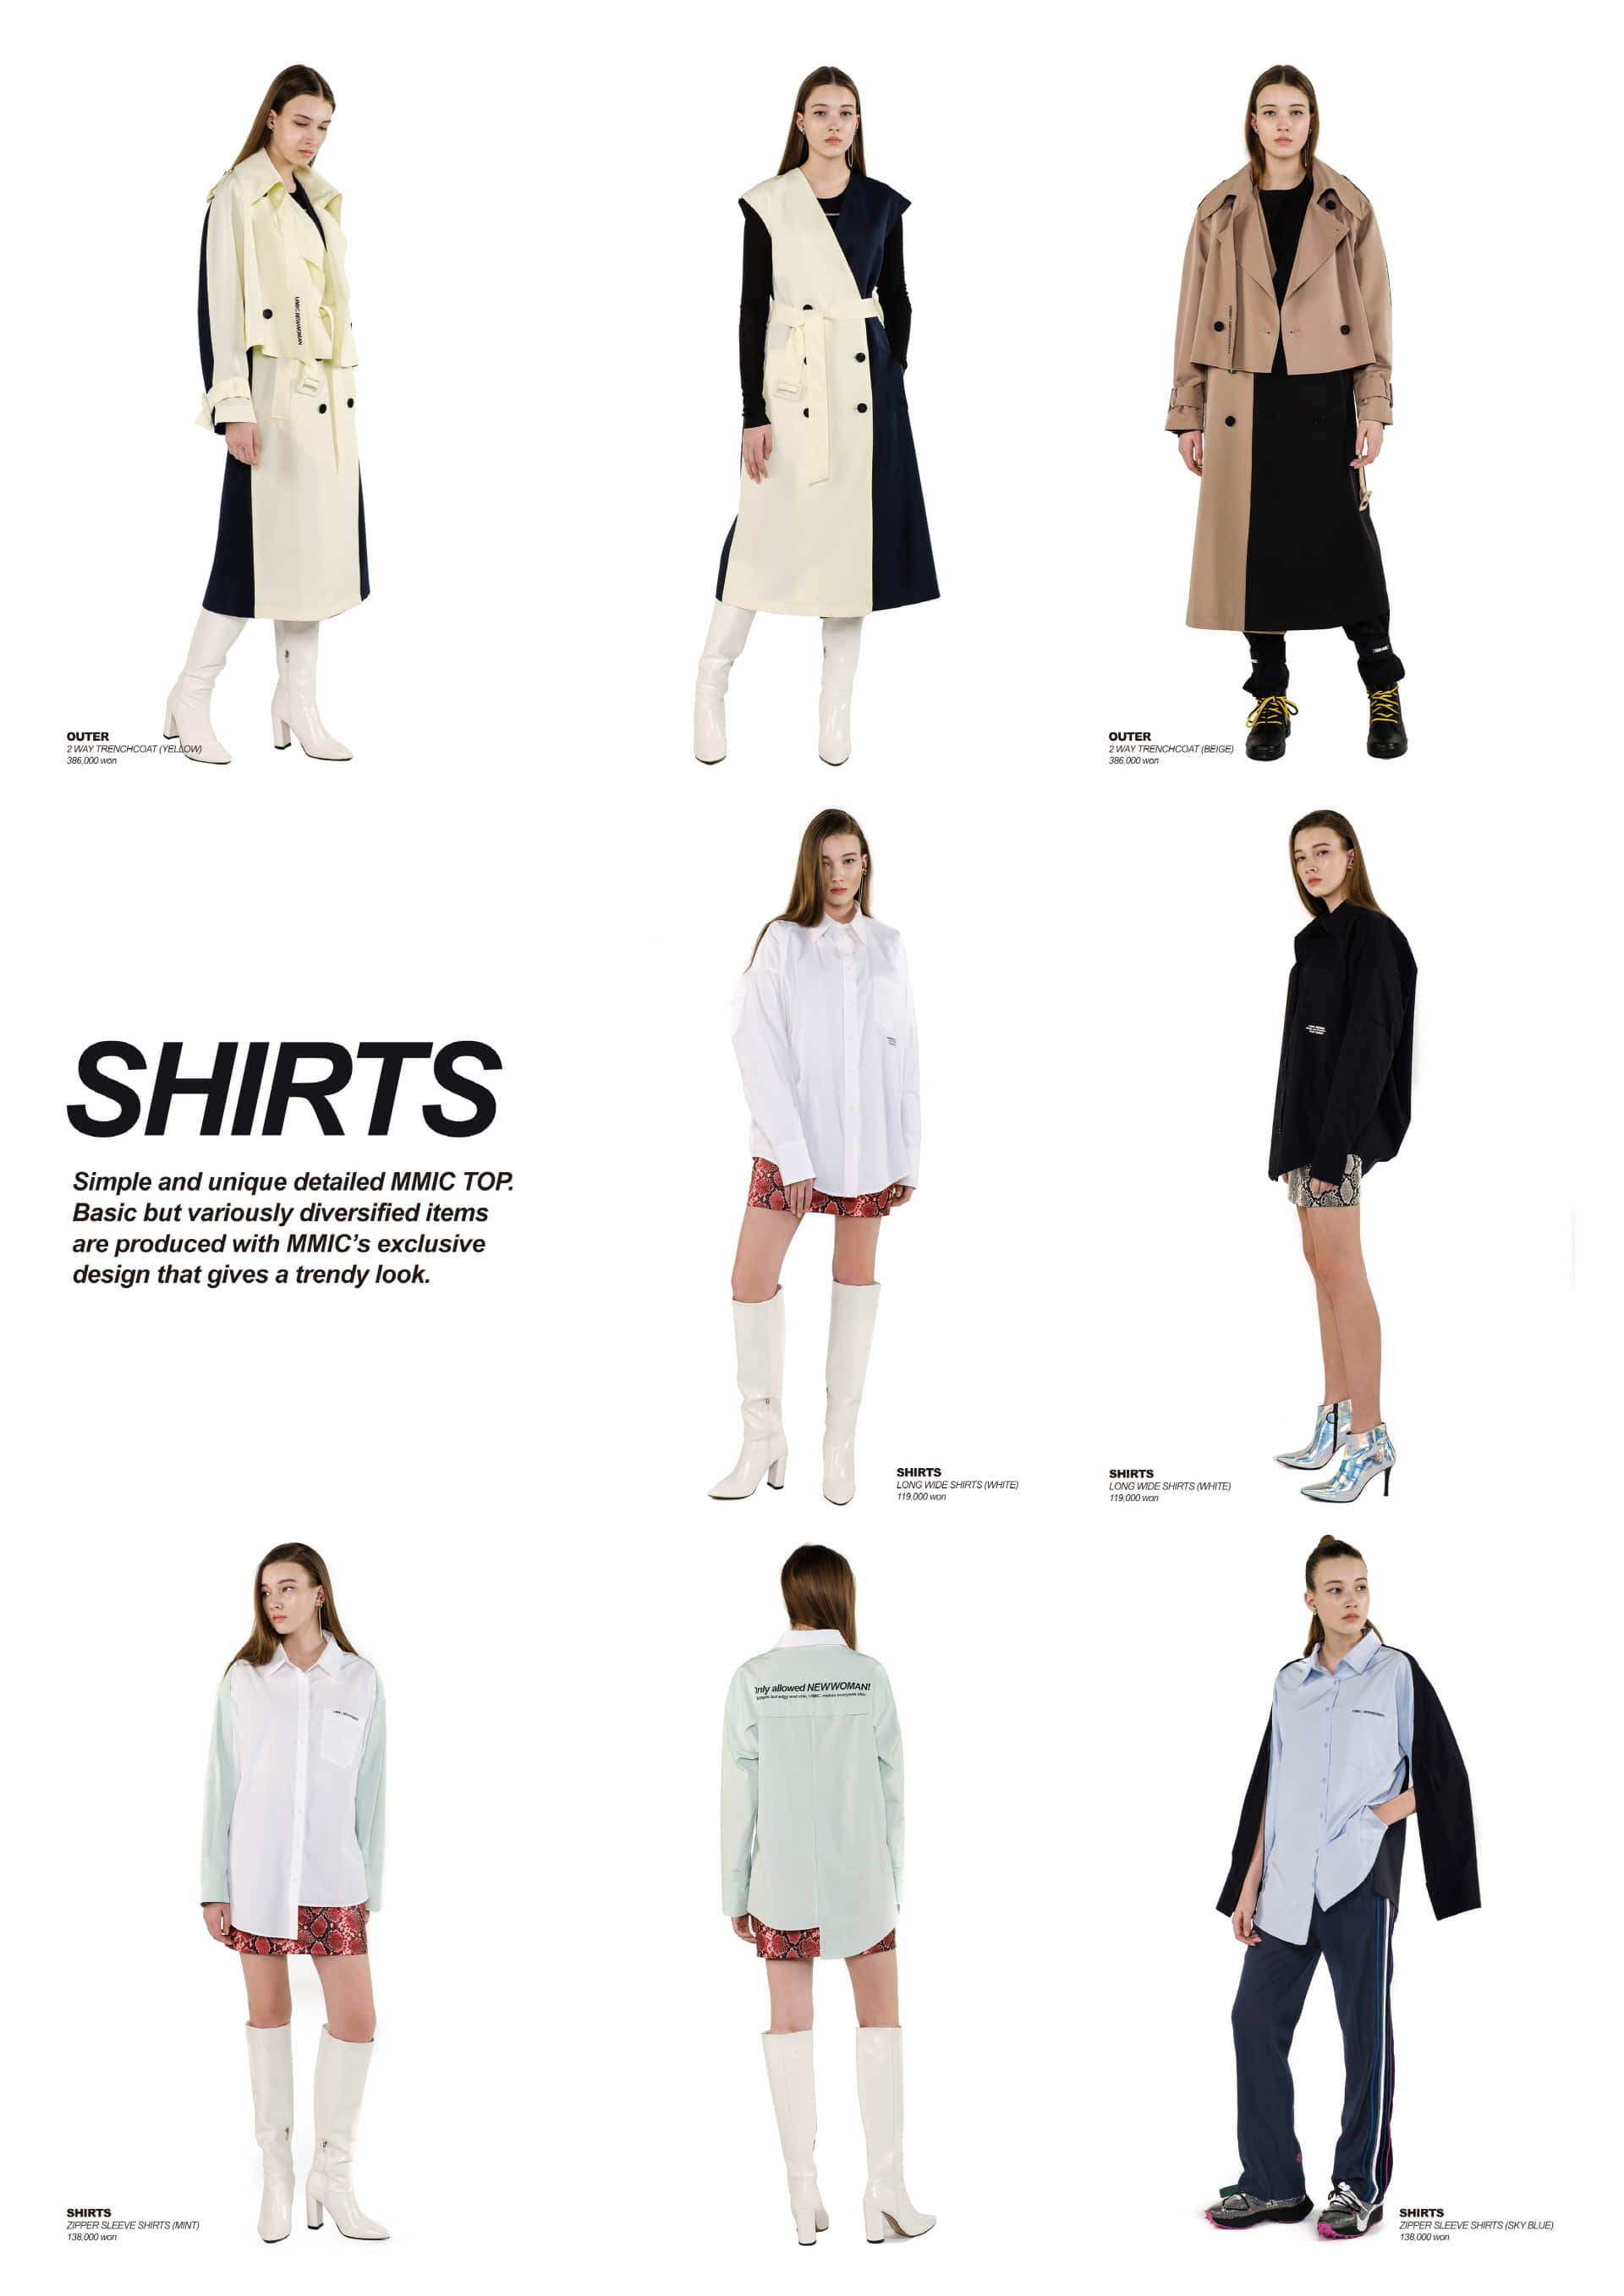 OUTER
2 WAY TRENCHCOAT (YELLOW)
386,000 won
OUTER
2 WAY TRENCHCOAT (BEIGE)
386,000 won
SHIRTS
Simple and unique detailed MMIC TOP.
Basic but variously diversified items
are produced with MMIC’s exclusive
design that gives a trendy look.
SHIRTS
LONG WIDE SHIRTS (WHITE)
119,000 won
SHIRTS
LONG WIDE SHIRTS (WHITE)
119,000 won
nly allowed NEWWOMAN!
SHIRTS
ZIPPER SLEEVE SHIRTS (MINT)
138,000 won
SHIRTS
ZIPPER SLEEVE SHIRTS (SKY BLUE)
138,000 won